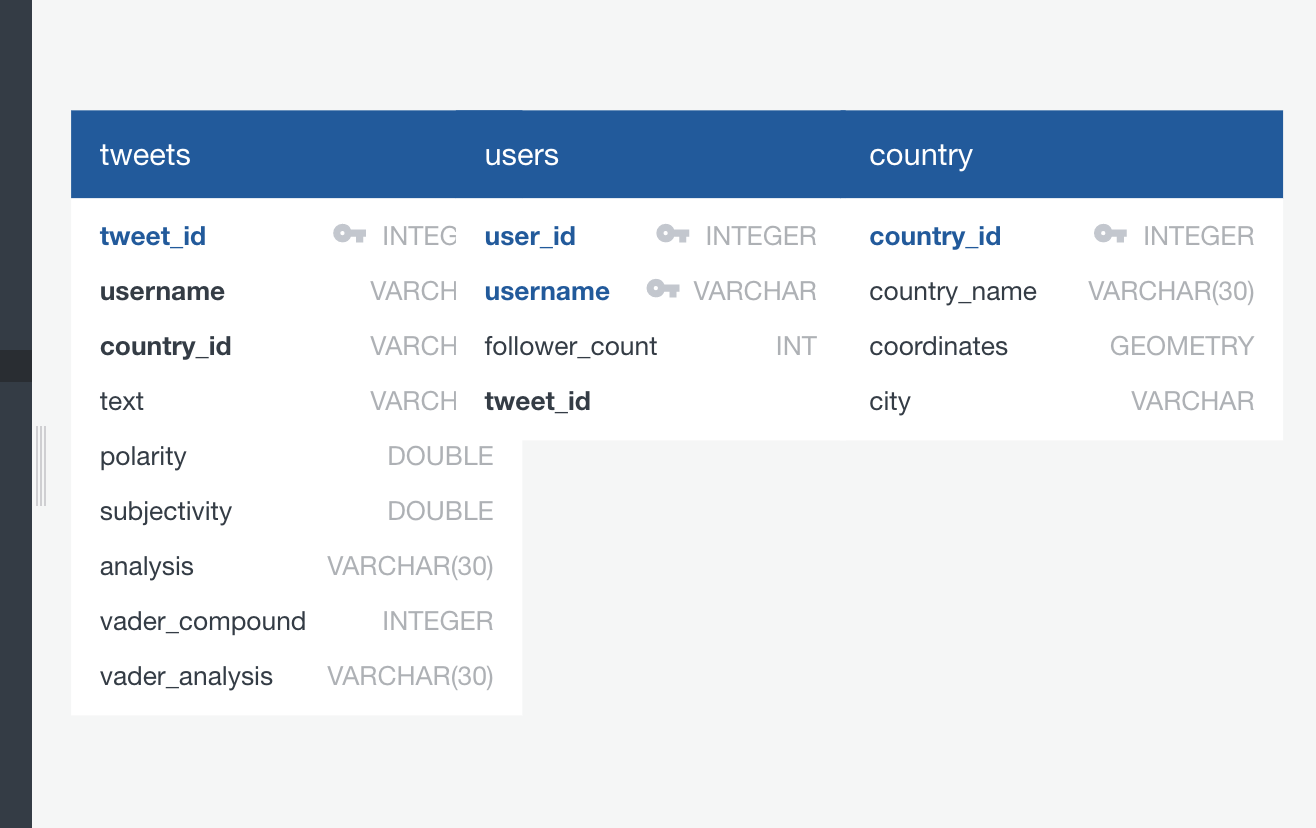 tweets users country
tweet_id INTEG user_id INTEGER country_id INTEGER
username VARCH username VARCHAR country_name VARCHAR(30)
country_id VARCH follower_count INT coordinates GEOMETRY
text VARCH tweet_id city VARCHAR
polarity DOUBLE
subjectivity DOUBLE
analysis VARCHAR(30)
vader_compound INTEGER
vader_analysis VARCHAR(30)